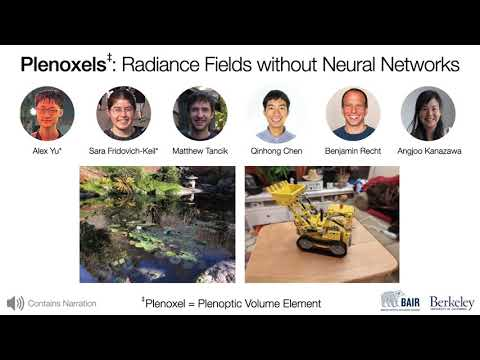 Plenoxels‡: Radiance Fields without Neural Networks
Alex Yu* Sara Fridovich-Keil* Matthew Tancik Qinhong Chen Benjamin Recht Angjoo Kanazawa
Contains Narration
‡Plenoxel = Plenoptic Volume Element
BAIR
Berkeley